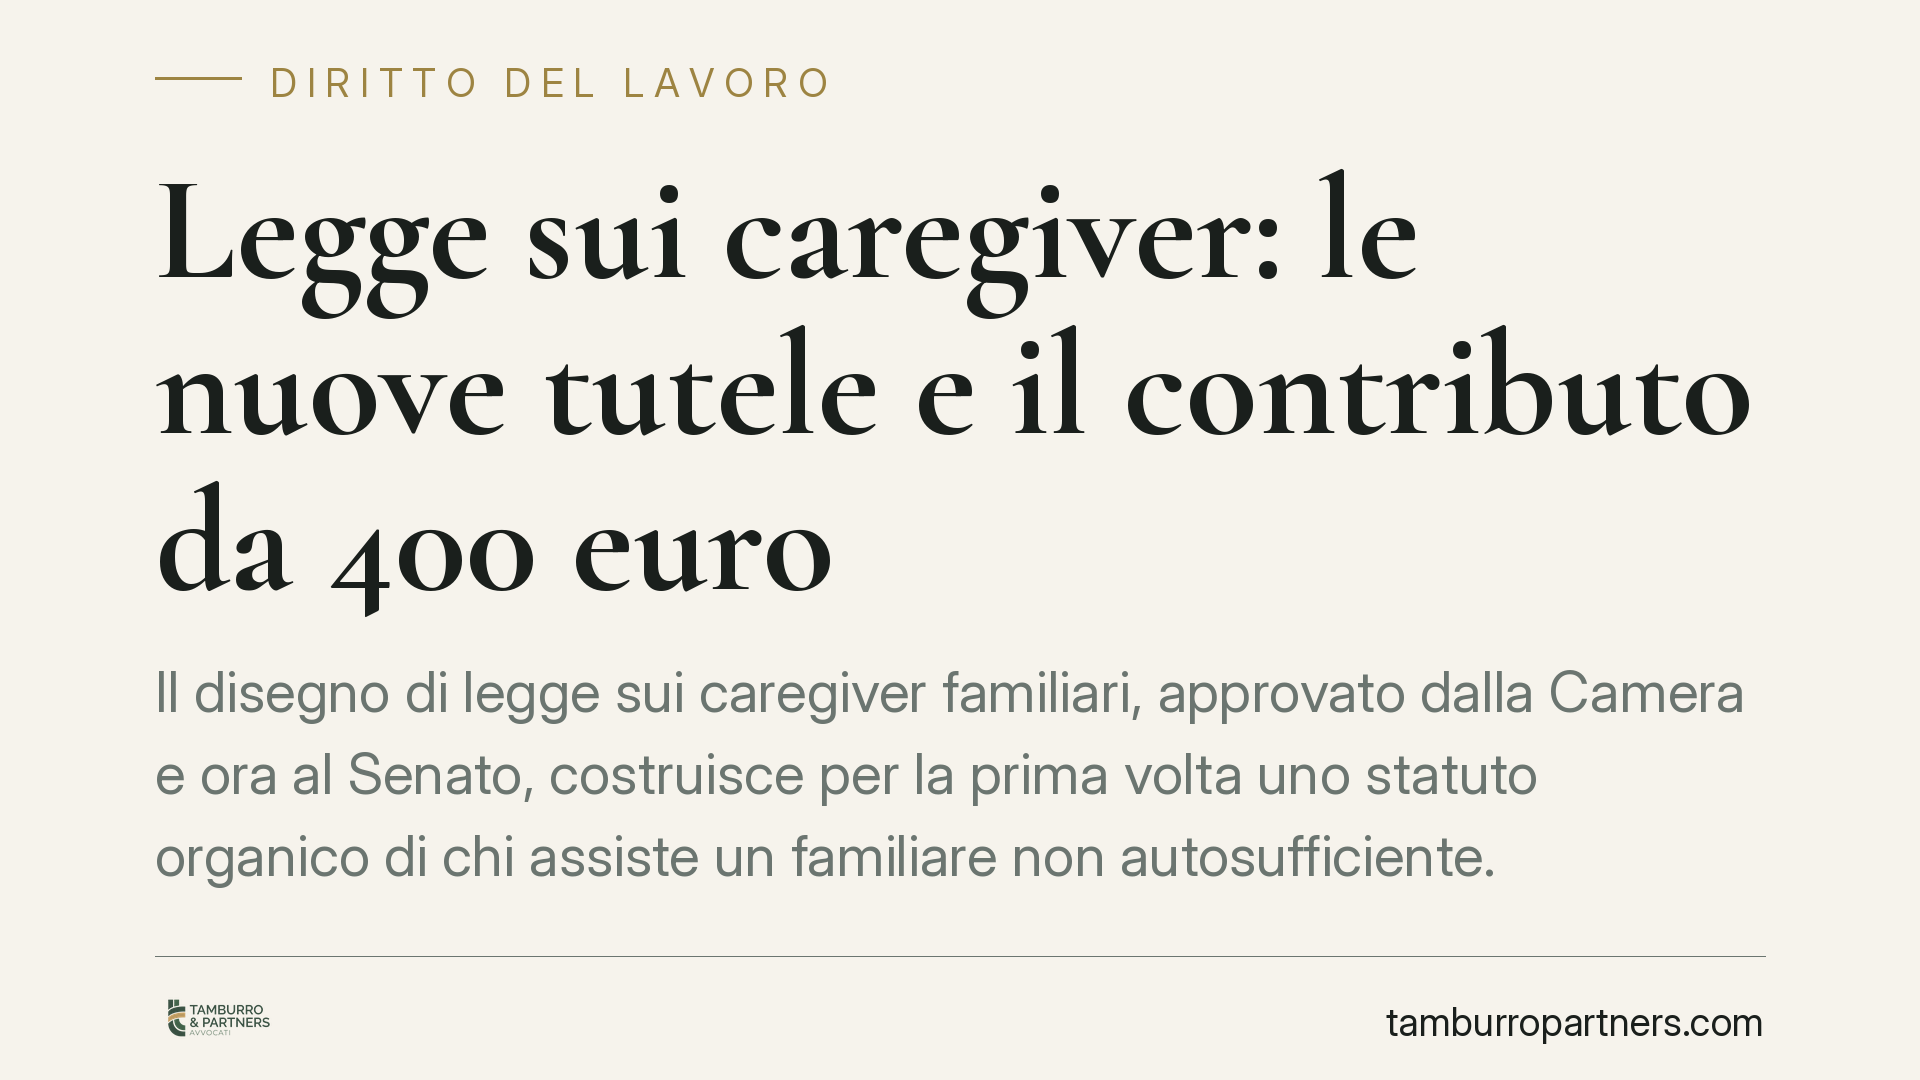 DIRITTO DEL LAVORO
Legge sui caregiver: le
nuove tutele e il contributo
da 400 euro
Il disegno di legge sui caregiver familiari, approvato dalla Camera
e ora al Senato, costruisce per la prima volta uno statuto
organico di chi assiste un familiare non autosufficiente.
TAMBURRO
& PARTNERS
AVVOCATI
tamburropartners.com